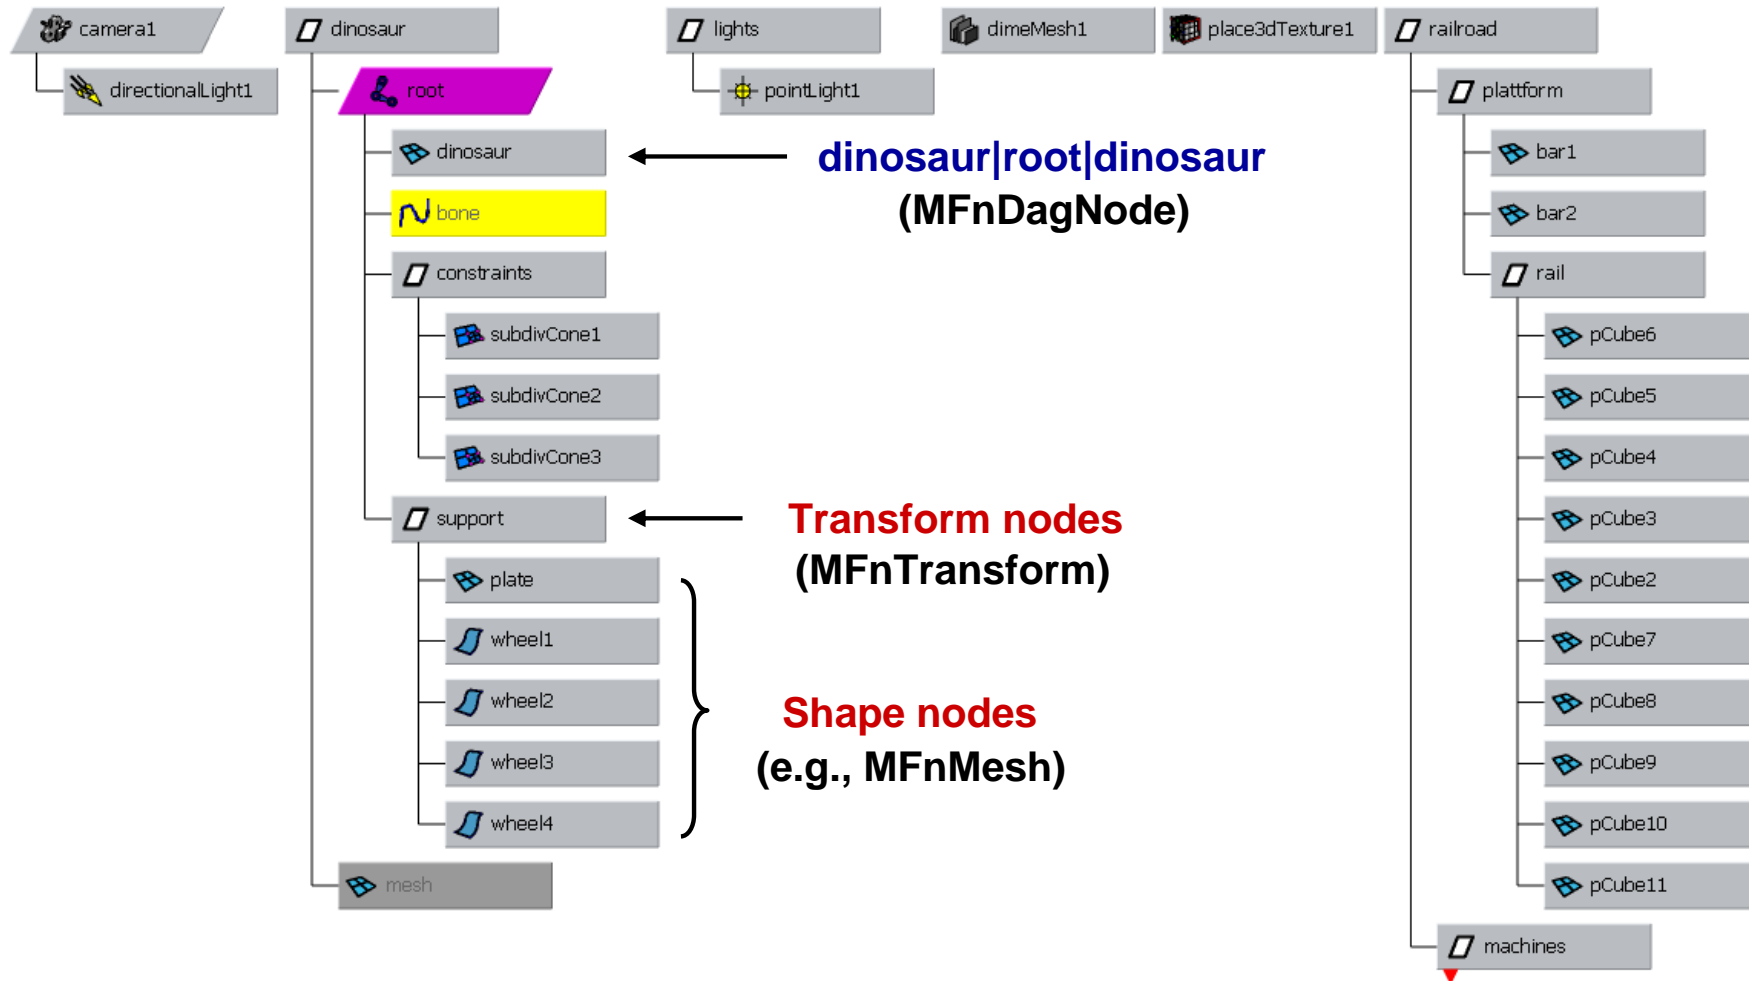 camera1
directionalLight1
dinosaur
root
dinosaur
bone
constraints
subdivCone1
subdivCone2
subdivCone3
support
plate
wheel1
wheel2
wheel3
wheel4
mesh
lights
pointLight1
dimeMesh1
place3dTexture1
dinosaur|root|dinosaur
(MFnDagNode)
Transform nodes
(MFnTransform)
Shape nodes
(e.g., MFnMesh)
railroad
plattform
bar1
bar2
rail
pCube6
pCube5
pCube4
pCube3
pCube2
pCube7
pCube8
pCube9
pCube10
pCube11
machines